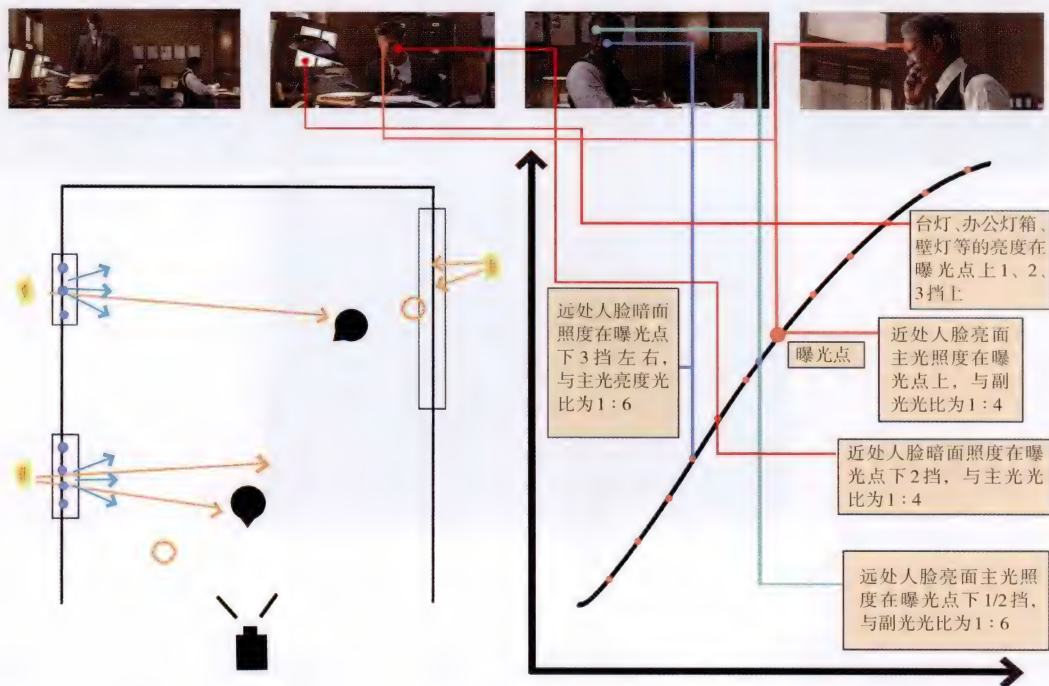 台灯、办公灯箱、
壁灯等的亮度在
曝光点上1、2、
3挡上
远处人脸暗面
照度在曝光点
下3挡左右，
与主光亮度光
比为1：6
曝光点
近处人脸亮面
主光照度在曝
光点上，与副
光光比为1：4
近处人脸暗面照度在曝
光点下2挡，与主光光
比为1：4
远处人脸亮面主光照
度在曝光点下1/2挡，
与副光光比为1：6